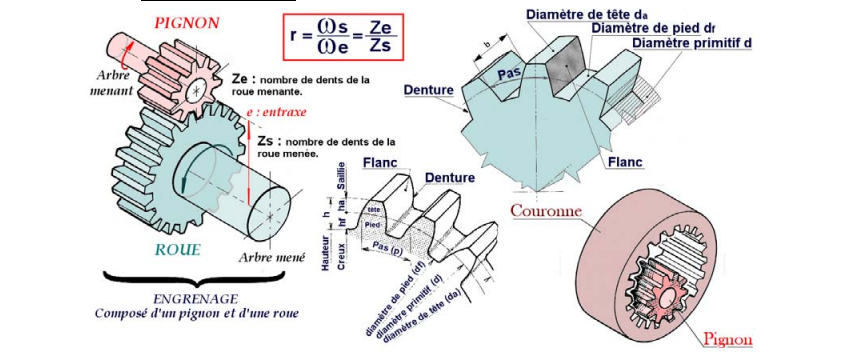 PIGNON
r = ωs / ωe = Ze / Zs
Arbre
menant
Ze : nombre de dents de la
roue menante.
e : entraxe
Zs : nombre de dents de la
roue menée.
ROUE
Arbre mené
ENGRENAGE
Composé d'un pignon et d'une roue
Diamètre de tête da
Diamètre de pied df
Diamètre primitif d
b
Pas
Denture
Flanc
Flanc
Denture
Saillie
ha
h
hf
Hauteur
Creux
tête
Pied
Pas (p)
diamètre de pied (df)
diamètre primitif (d)
diamètre de tête (da)
Couronne
Pignon